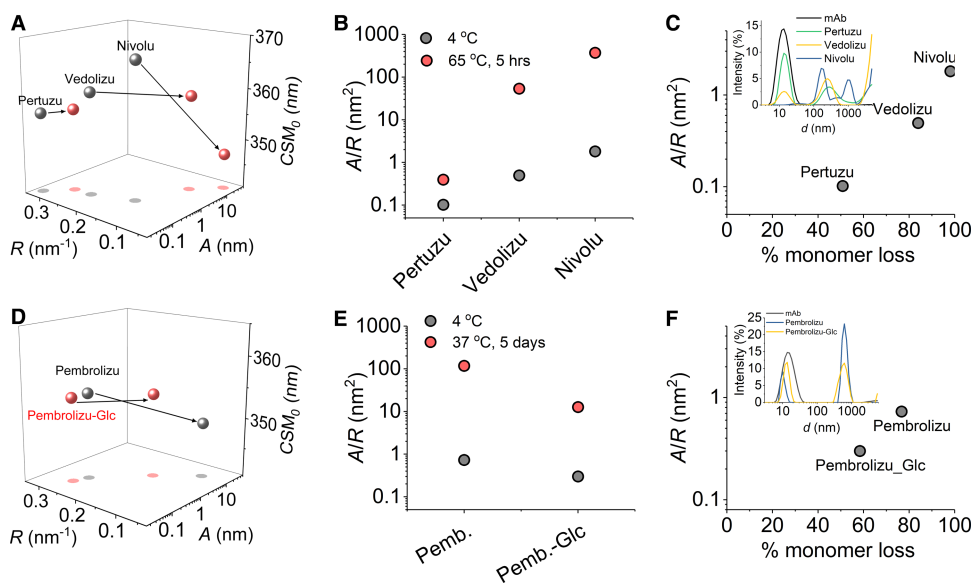 A
370
Nivolu
Vedolizu
Pertuzu
360
350
CSM0 (nm)
0.3
0.2
0.1
R (nm-1)
0.1
1
10
A (nm)
B
4 oC
65 oC, 5 hrs
1000
100
10
1
0.1
A/R (nm2)
Pertuzu
Vedolizu
Nivolu
C
mAb
Pertuzu
Vedolizu
Nivolu
15
10
5
0
Intensity (%)
10
100
1000
d (nm)
Nivolu
Vedolizu
Pertuzu
1
0.1
A/R (nm2)
0 20 40 60 80 100
% monomer loss
D
Pembrolizu
Pembrolizu-Glc
360
350
CSM0 (nm)
0.3
0.2
0.1
R (nm-1)
0.1
1
10
A (nm)
E
4 oC
37 oC, 5 days
1000
100
10
1
0.1
A/R (nm2)
Pemb.
Pemb.-Glc
F
mAb
Pembrolizu
Pembrolizu-Glc
25
20
15
10
5
0
Intensity (%)
10 100 1000
d (nm)
Pembrolizu
Pembrolizu_Glc
1
0.1
A/R (nm2)
0 20 40 60 80 100
% monomer loss